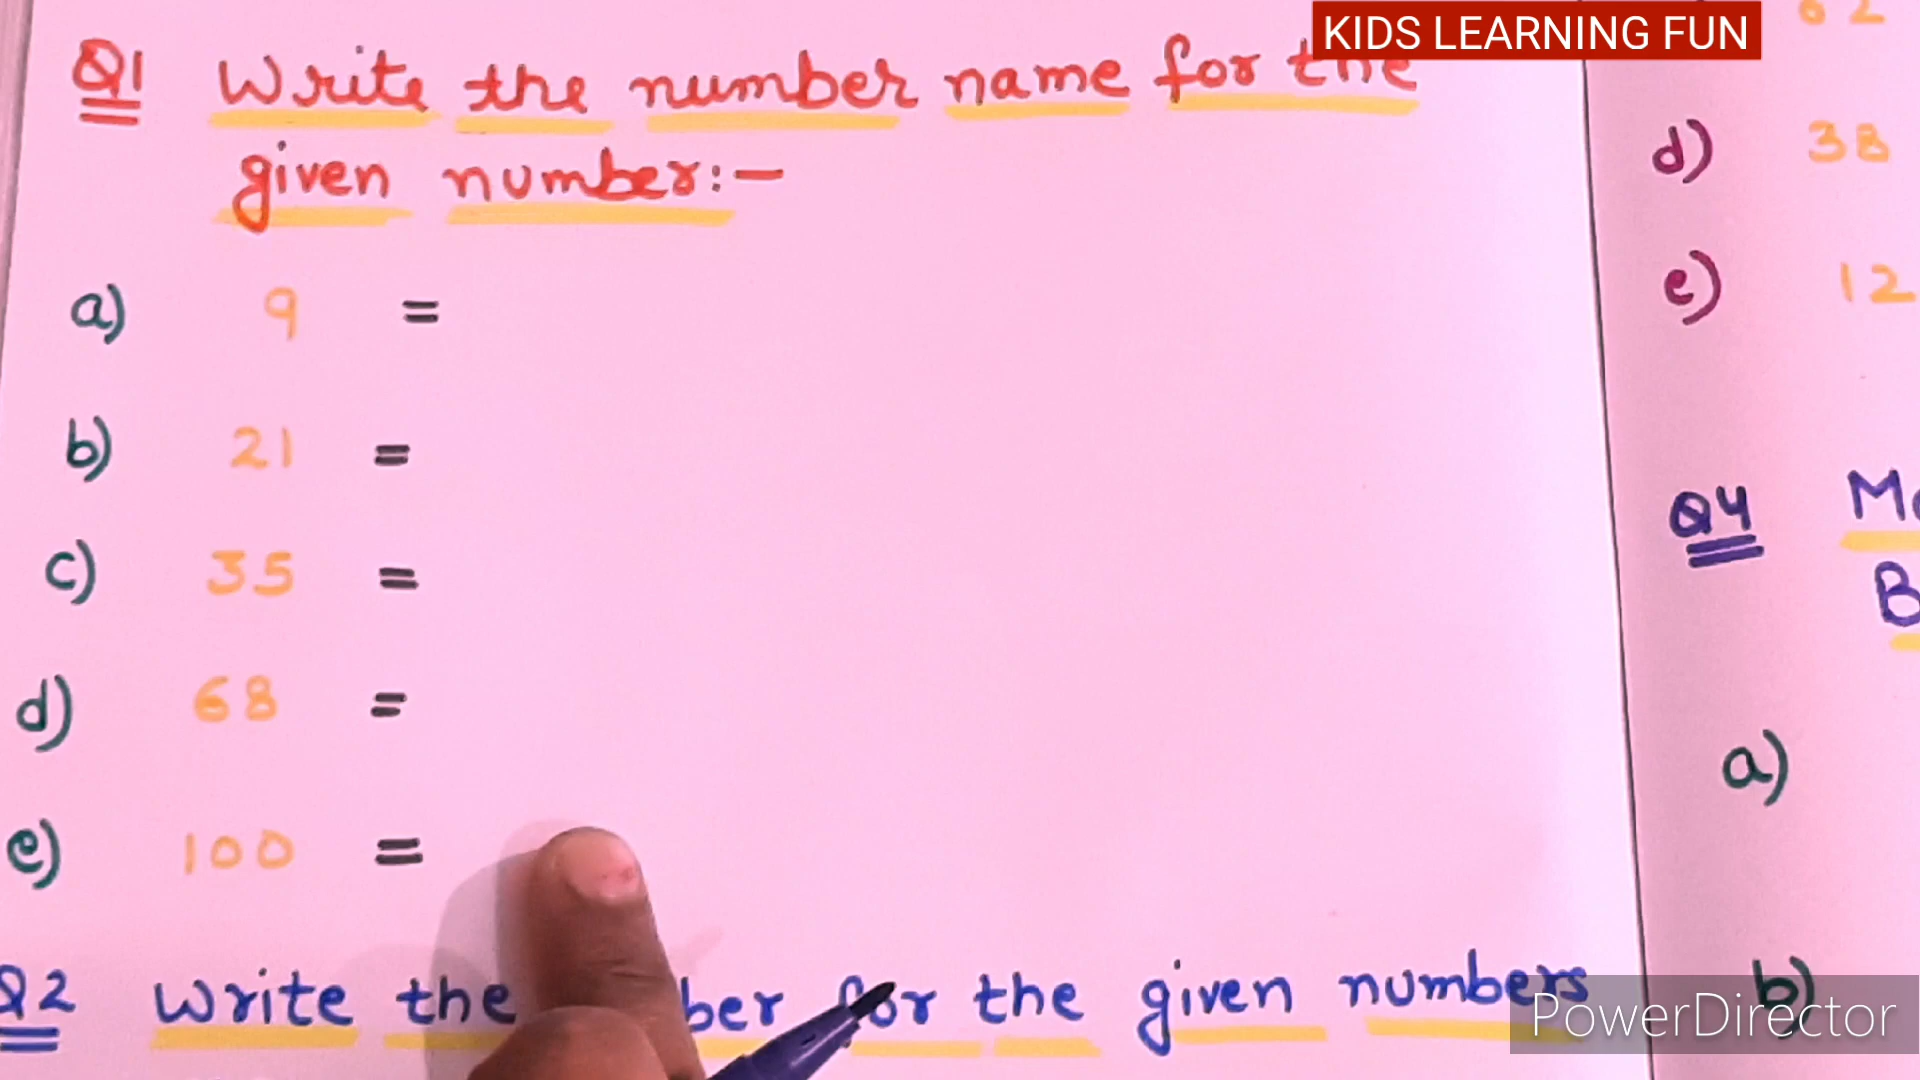 KIDS LEARNING FUN
Q1 Write the number name for the
given number:-
a) 9 =
b) 21 =
c) 35 =
d) 68 =
e) 100 =
Q2 Write the for the given numbers
d) 38
e) 12
Q4
a)
b)
PowerDirector